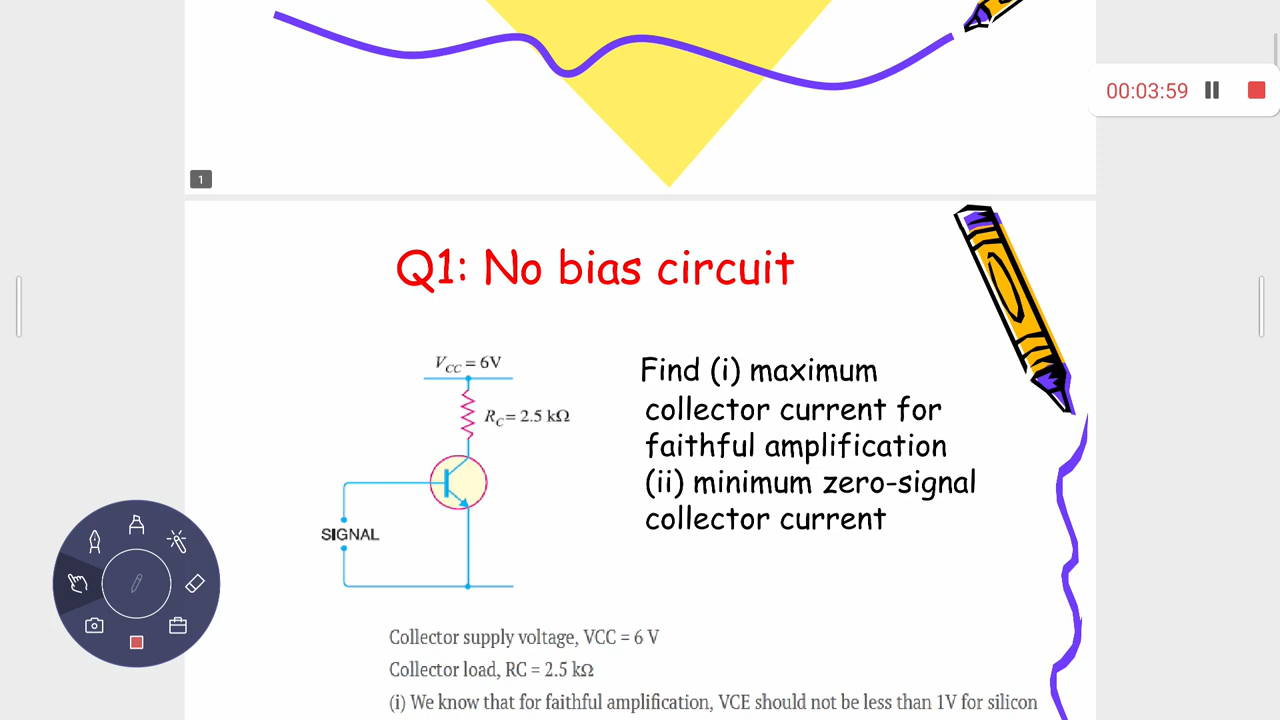 00:03:59
1
Q1: No bias circuit
VCC = 6V
RC = 2.5 kΩ
SIGNAL
Find (i) maximum
collector current for
faithful amplification
(ii) minimum zero-signal
collector current
Collector supply voltage, VCC = 6 V
Collector load, RC = 2.5 kΩ
(i) We know that for faithful amplification, VCE should not be less than 1V for silicon